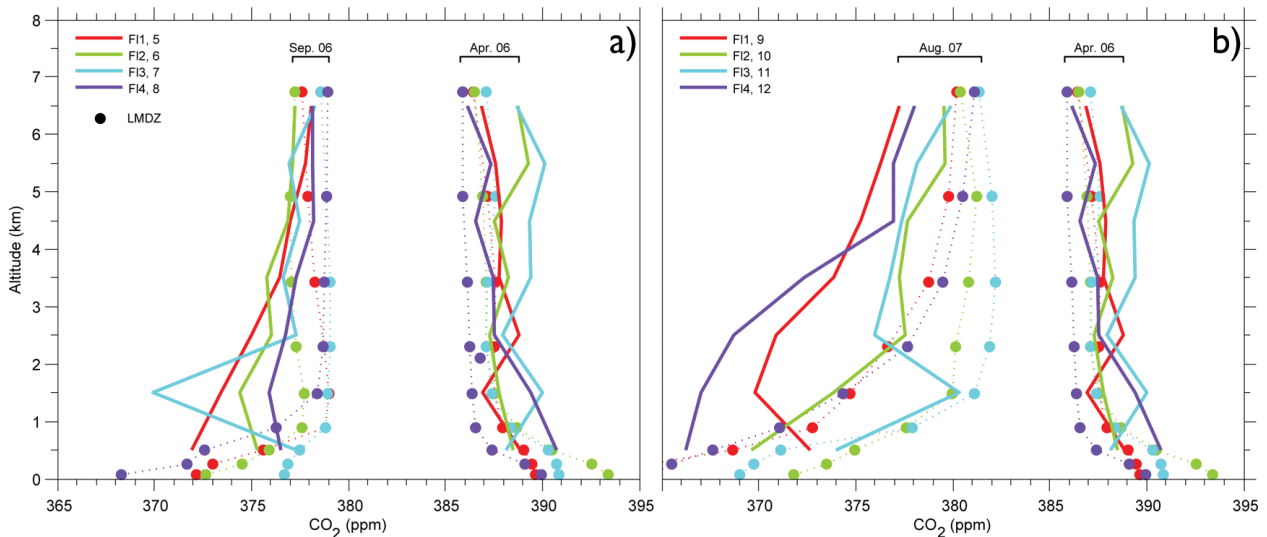 a)
Sep. 06
Apr. 06
Fl1, 5
Fl2, 6
Fl3, 7
Fl4, 8
LMDZ
8
7
6
5
4
3
2
1
0
Altitude (km)
365 370 375 380 385 390 395
CO2 (ppm)
b)
Aug. 07
Apr. 06
Fl1, 9
Fl2, 10
Fl3, 11
Fl4, 12
370 375 380 385 390 395
CO2 (ppm)